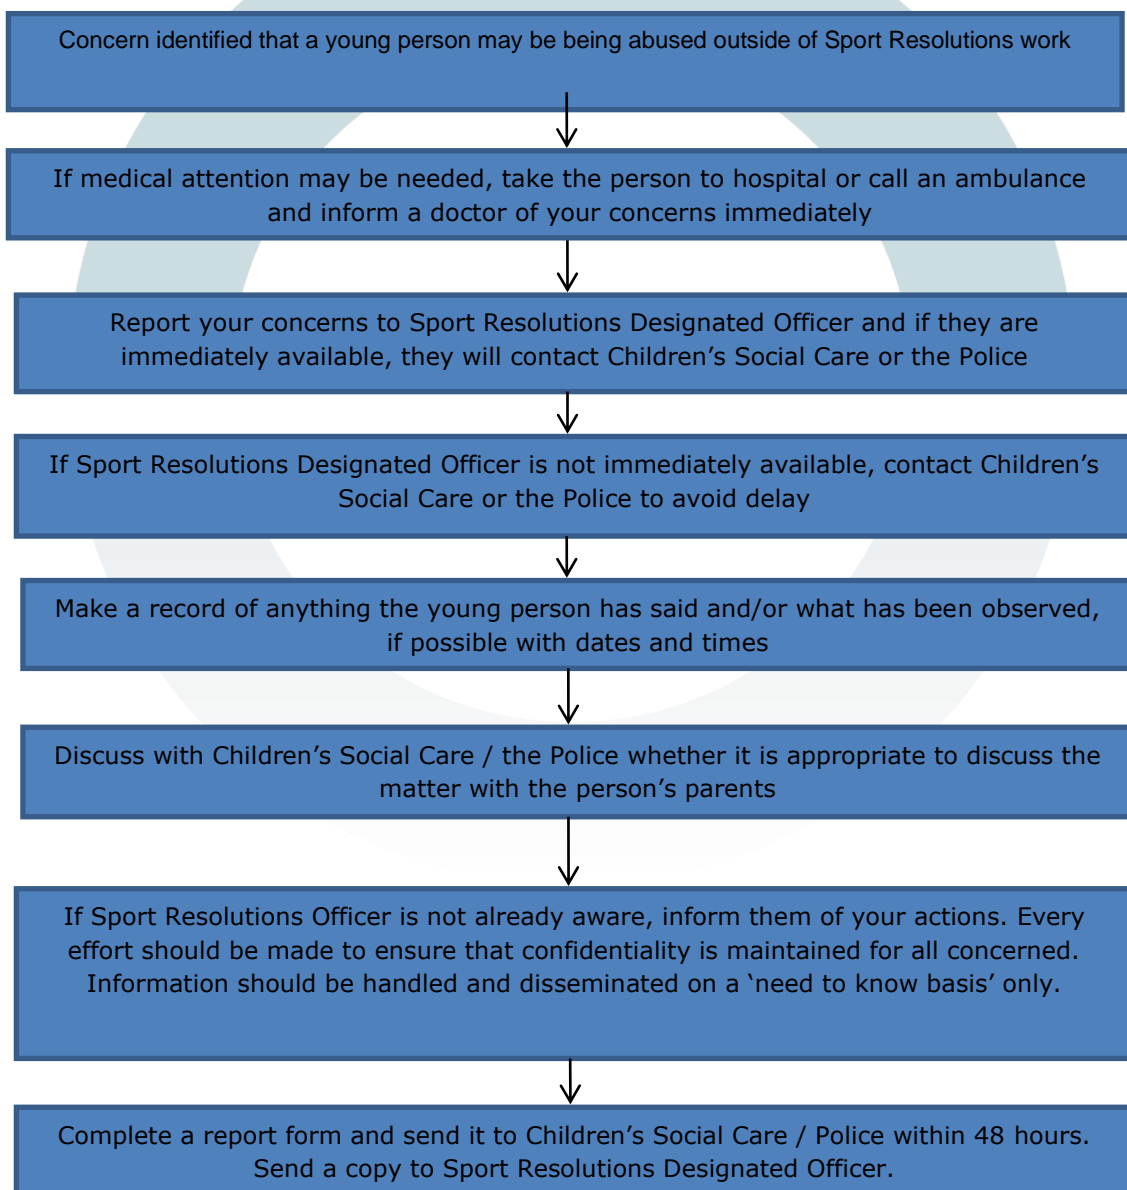 Concern identified that a young person may be being abused outside of Sport Resolutions work
If medical attention may be needed, take the person to hospital or call an ambulance
and inform a doctor of your concerns immediately
Report your concerns to Sport Resolutions Designated Officer and if they are
immediately available, they will contact Children’s Social Care or the Police
If Sport Resolutions Designated Officer is not immediately available, contact Children’s
Social Care or the Police to avoid delay
Make a record of anything the young person has said and/or what has been observed,
if possible with dates and times
Discuss with Children’s Social Care / the Police whether it is appropriate to discuss the
matter with the person’s parents
If Sport Resolutions Officer is not already aware, inform them of your actions. Every
effort should be made to ensure that confidentiality is maintained for all concerned.
Information should be handled and disseminated on a ‘need to know basis’ only.
Complete a report form and send it to Children’s Social Care / Police within 48 hours.
Send a copy to Sport Resolutions Designated Officer.